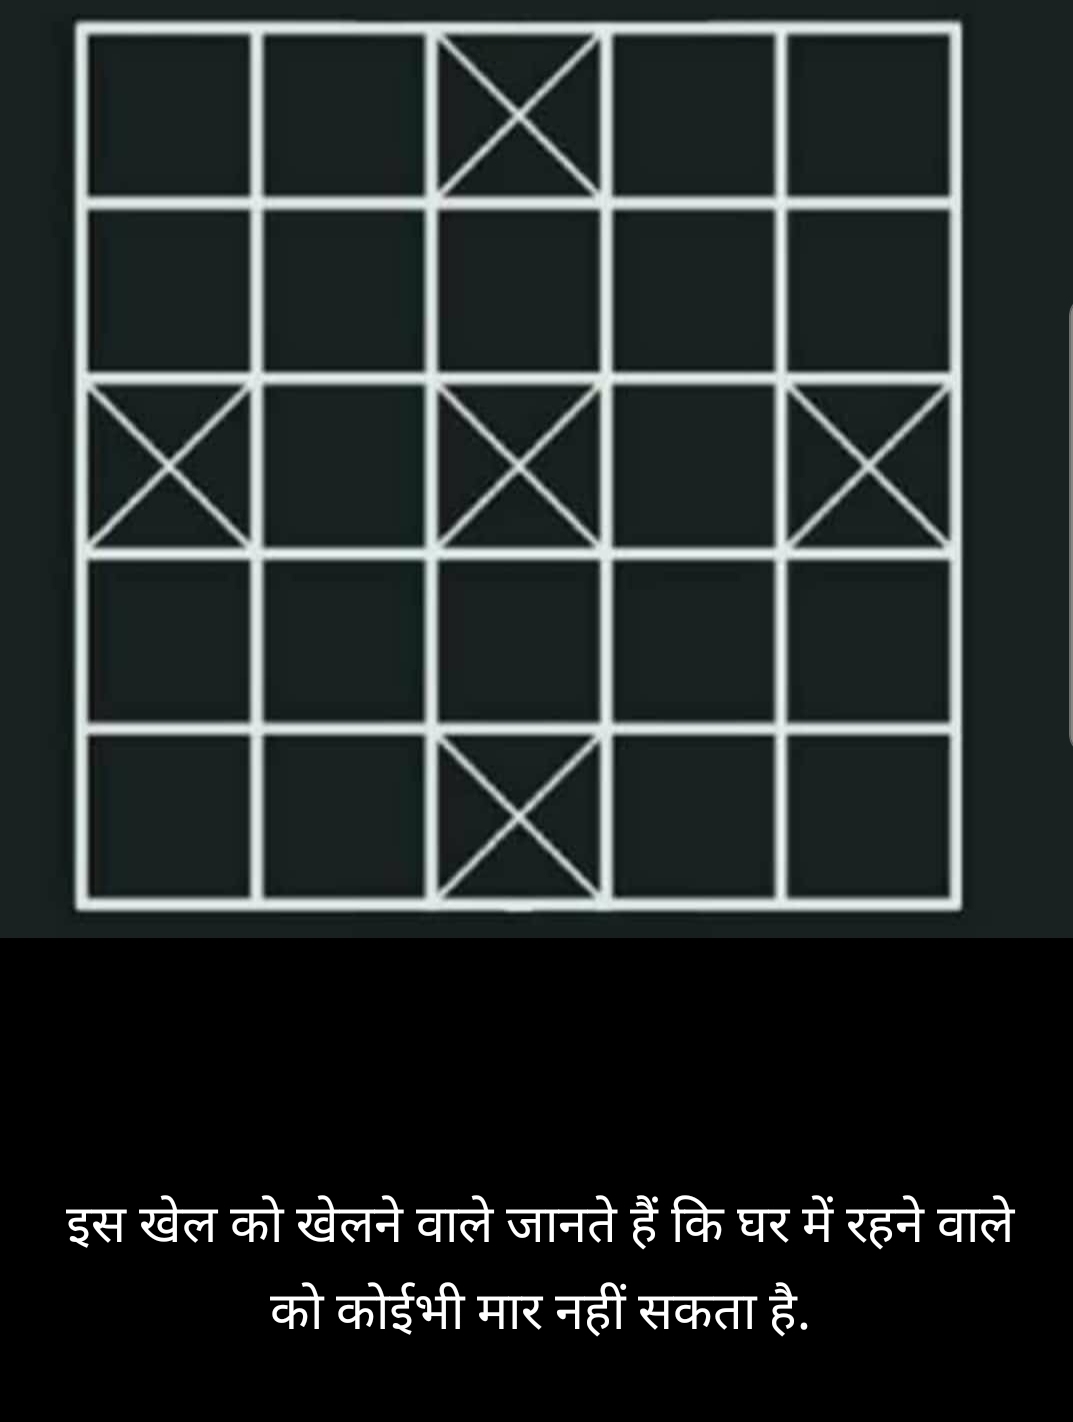 इस खेल को खेलने वाले जानते हैं कि घर में रहने वाले
को कोईभी मार नहीं सकता है.